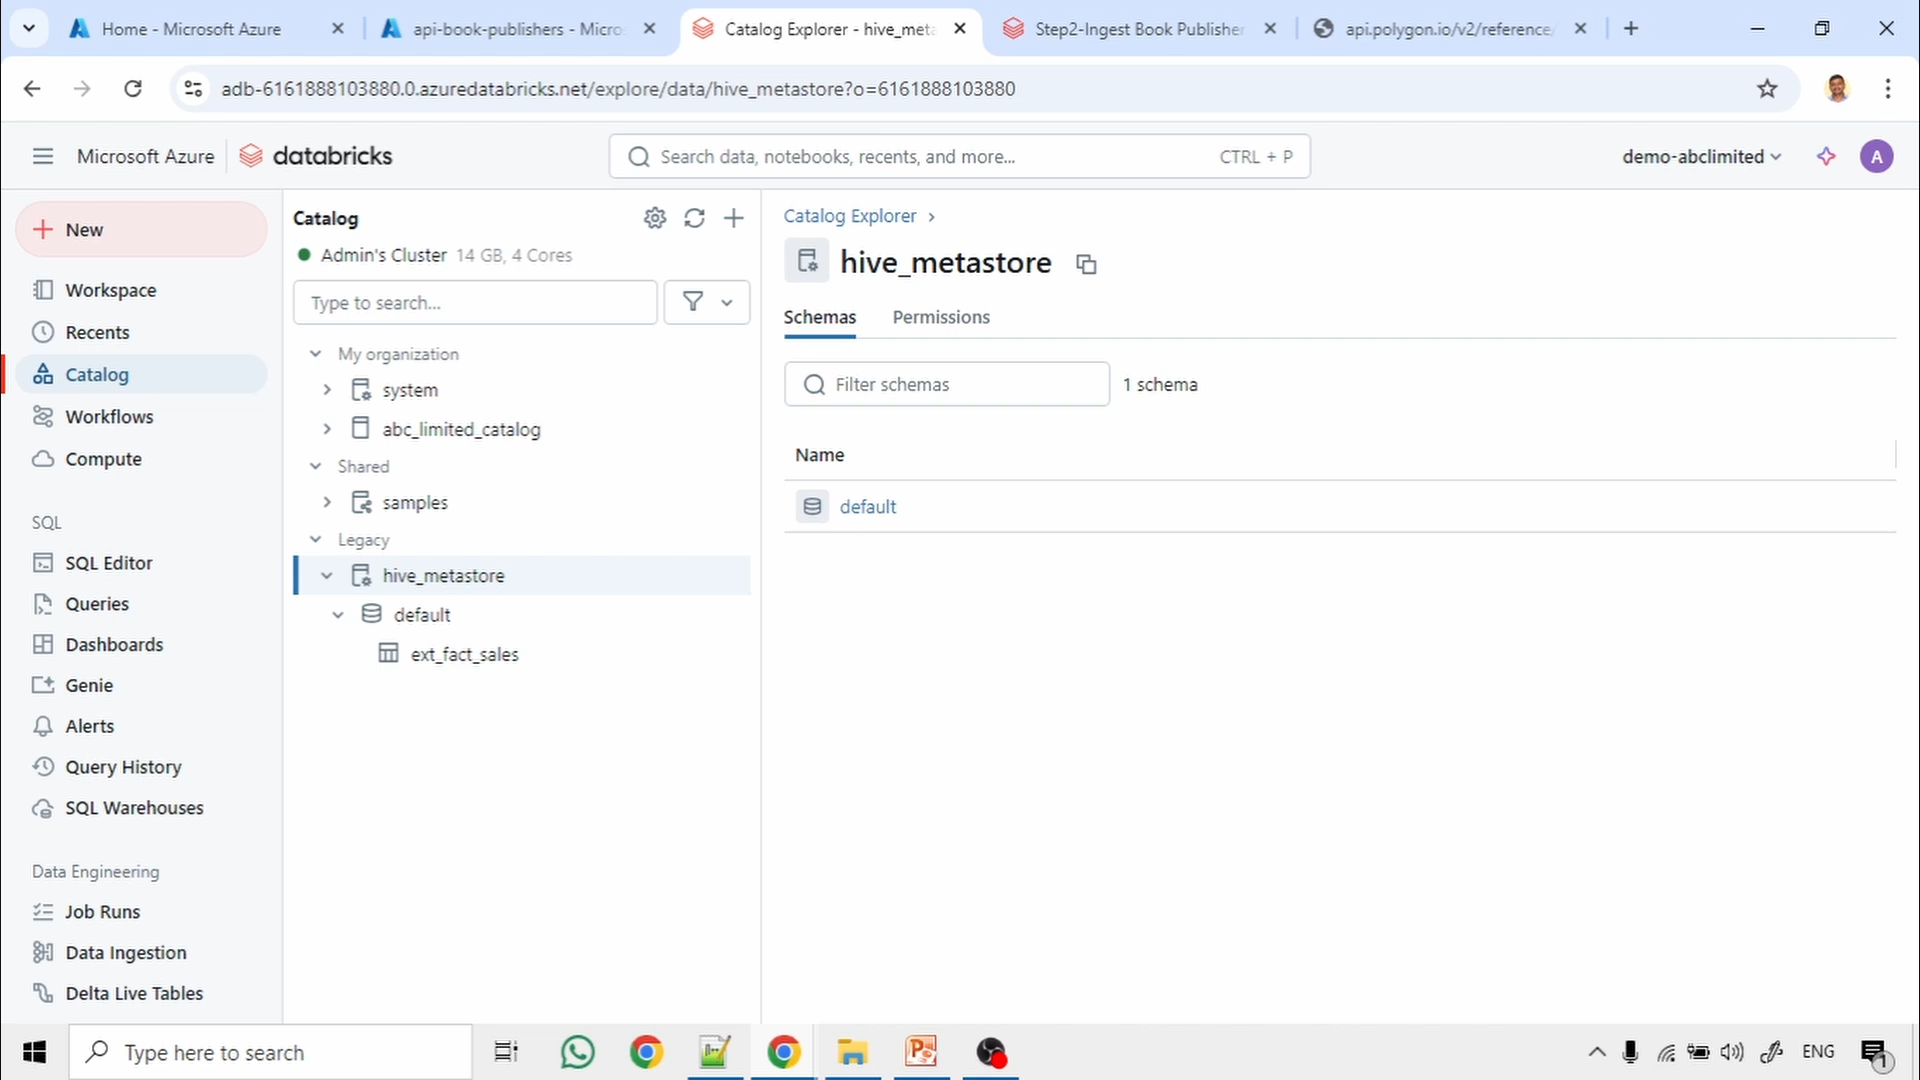 Home - Microsoft Azure
api-book-publishers - Micro
Catalog Explorer - hive_meta
Step2-Ingest Book Publisher
api.polygon.io/v2/reference/
adb-6161888103880.0.azuredatabricks.net/explore/data/hive_metastore?o=6161888103880
Microsoft Azure
databricks
Search data, notebooks, recents, and more...
CTRL + P
demo-abclimited
A
New
Workspace
Recents
Catalog
Workflows
Compute
SQL
SQL Editor
Queries
Dashboards
Genie
Alerts
Query History
SQL Warehouses
Data Engineering
Job Runs
Data Ingestion
Delta Live Tables
Catalog
Admin's Cluster 14 GB, 4 Cores
Type to search...
My organization
system
abc_limited_catalog
Shared
samples
Legacy
hive_metastore
default
ext_fact_sales
Catalog Explorer
hive_metastore
Schemas
Permissions
Filter schemas
1 schema
Name
default
Type here to search
ENG
1